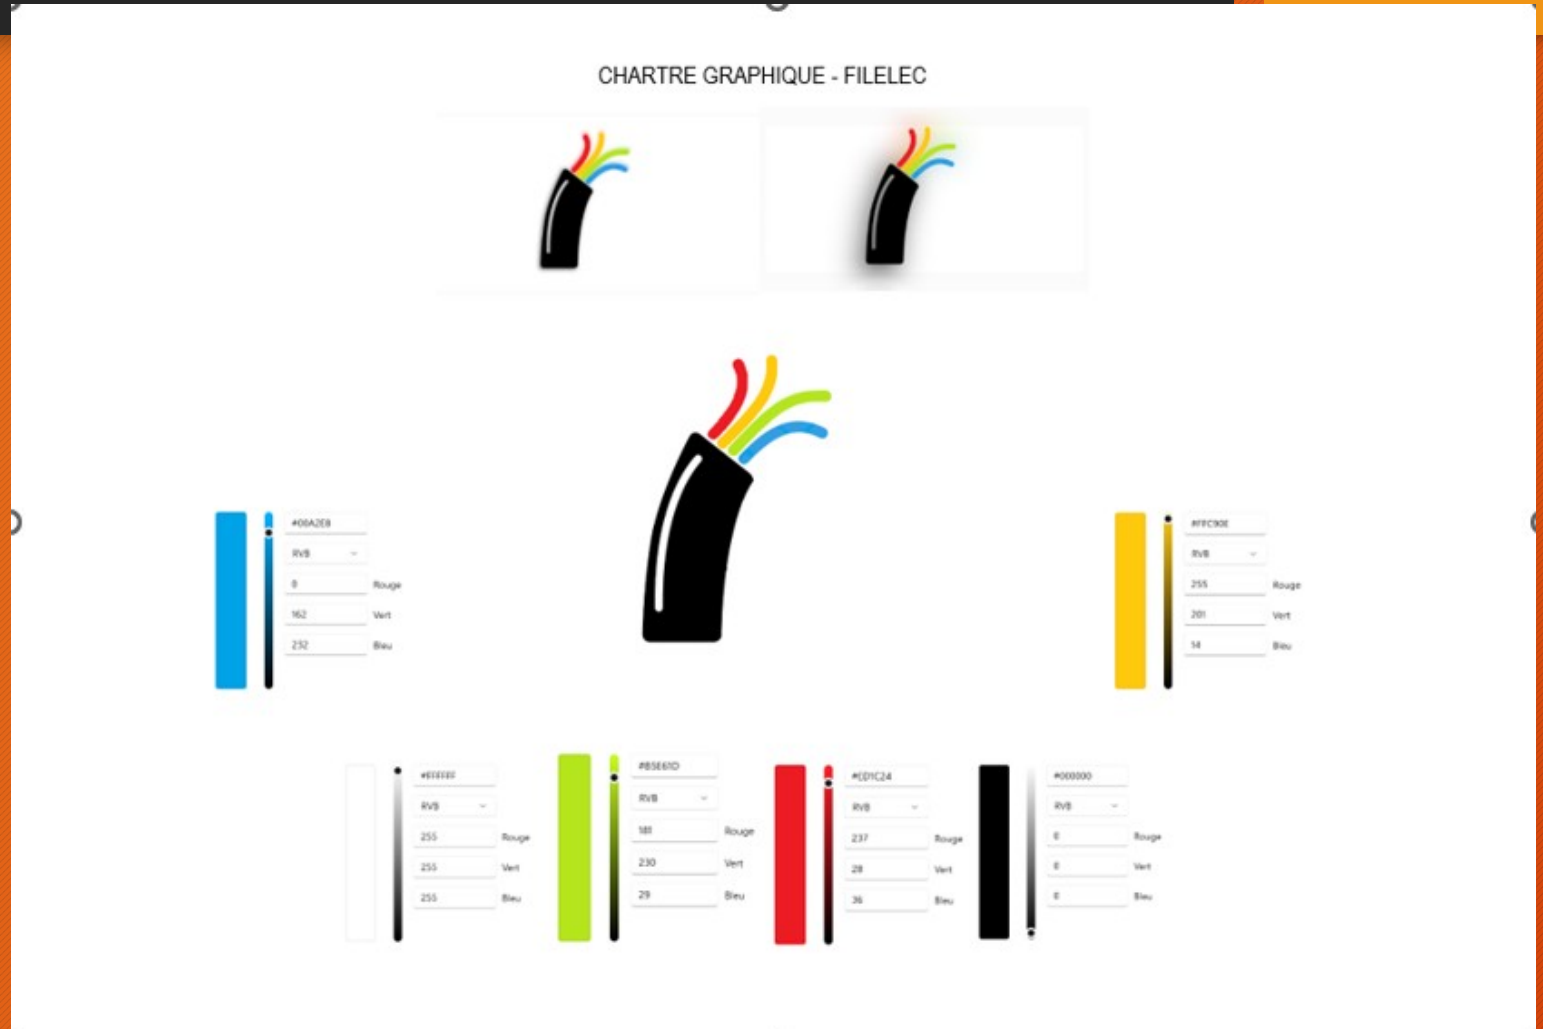 CHARTRE GRAPHIQUE - FILELEC
#00A2E8
RVB
0 Rouge
162 Vert
232 Bleu
#FFC90E
RVB
255 Rouge
201 Vert
14 Bleu
#FFFFFF
RVB
255 Rouge
255 Vert
255 Bleu
#B5E61D
RVB
181 Rouge
230 Vert
29 Bleu
#ED1C24
RVB
237 Rouge
28 Vert
36 Bleu
#000000
RVB
0 Rouge
0 Vert
0 Bleu